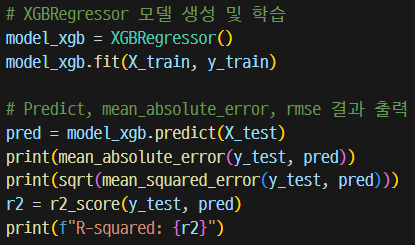 # XGBRegressor 모델 생성 및 학습
model_xgb = XGBRegressor()
model_xgb.fit(X_train, y_train)
# Predict, mean_absolute_error, rmse 결과 출력
pred = model_xgb.predict(X_test)
print(mean_absolute_error(y_test, pred))
print(sqrt(mean_squared_error(y_test, pred)))
r2 = r2_score(y_test, pred)
print(f"R-squared: {r2}")